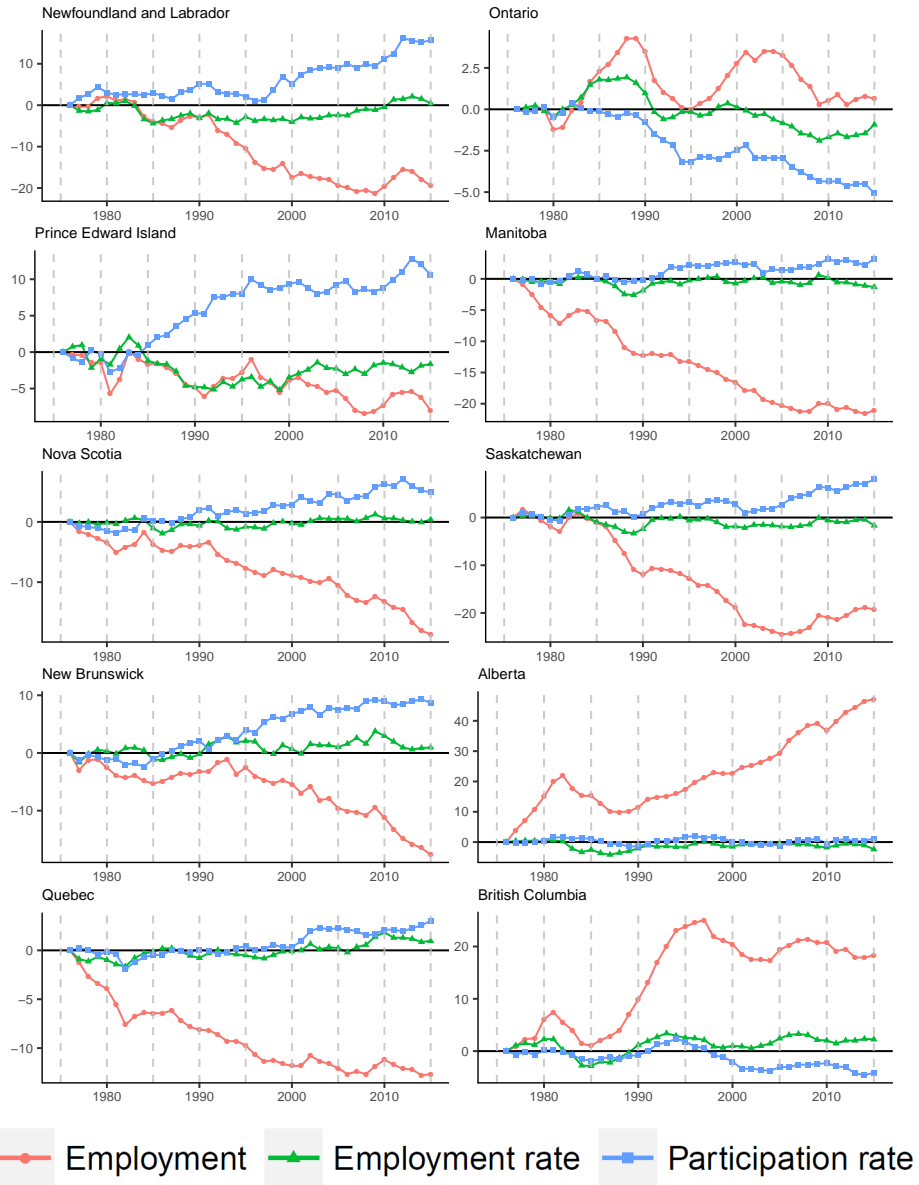 Newfoundland and Labrador
10
0
−10
−20
1980 1990 2000 2010
Ontario
2.5
0.0
−2.5
−5.0
1980 1990 2000 2010
Prince Edward Island
10
5
0
−5
1980 1990 2000 2010
Manitoba
0
−5
−10
−15
−20
1980 1990 2000 2010
Nova Scotia
0
−10
1980 1990 2000 2010
Saskatchewan
0
−10
−20
1980 1990 2000 2010
New Brunswick
10
0
−10
1980 1990 2000 2010
Alberta
40
30
20
10
0
1980 1990 2000 2010
Quebec
0
−5
−10
1980 1990 2000 2010
British Columbia
20
10
0
1980 1990 2000 2010
Employment Employment rate Participation rate